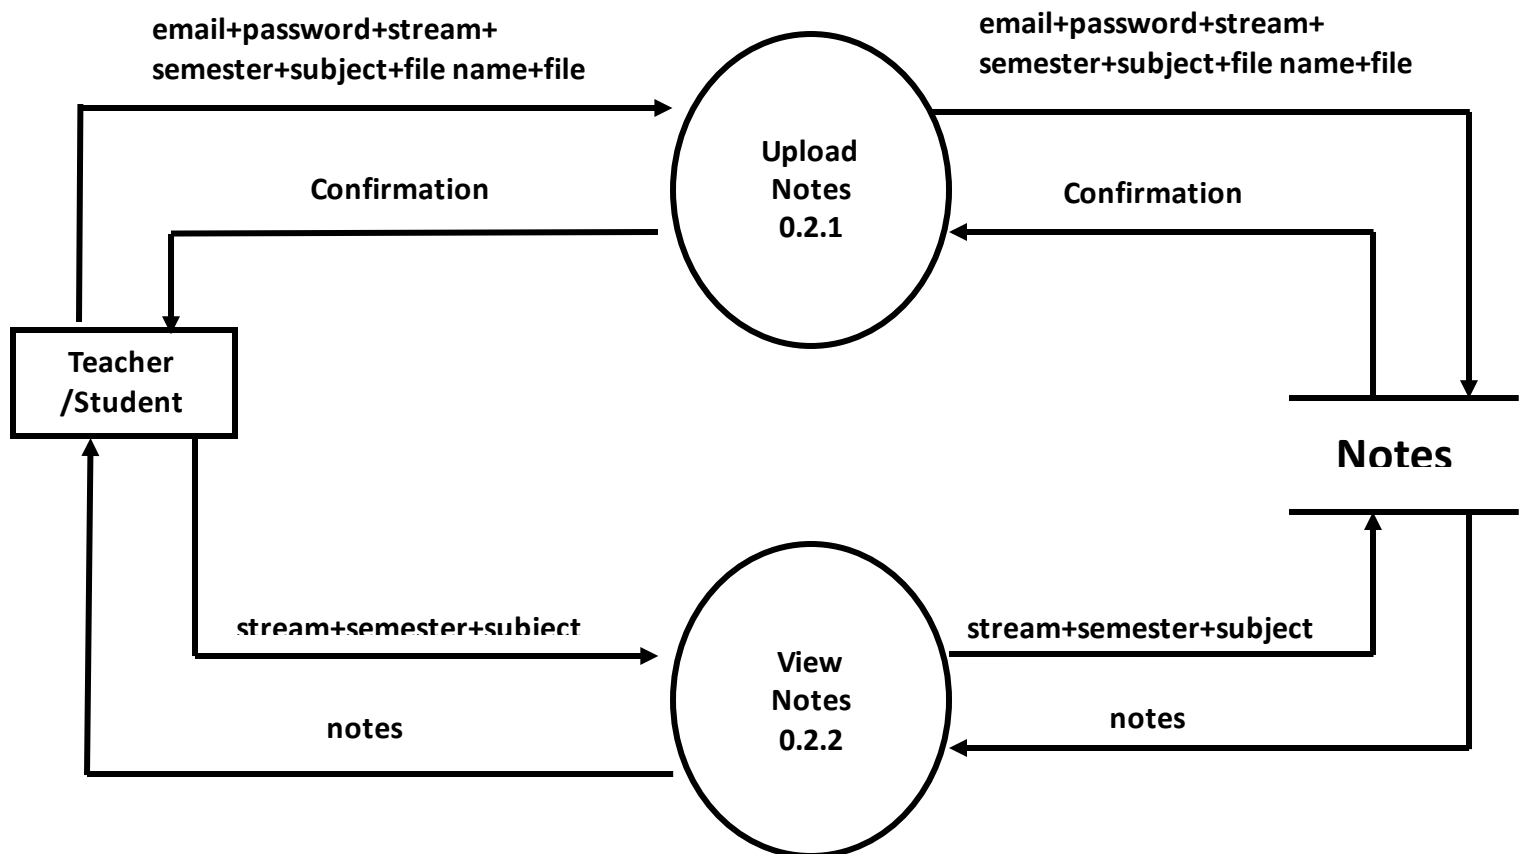 email+password+stream+
semester+subject+file name+file
email+password+stream+
semester+subject+file name+file
Upload
Notes
0.2.1
Confirmation
Confirmation
Teacher
/Student
Notes
stream+semester+subject
stream+semester+subject
View
Notes
0.2.2
notes
notes